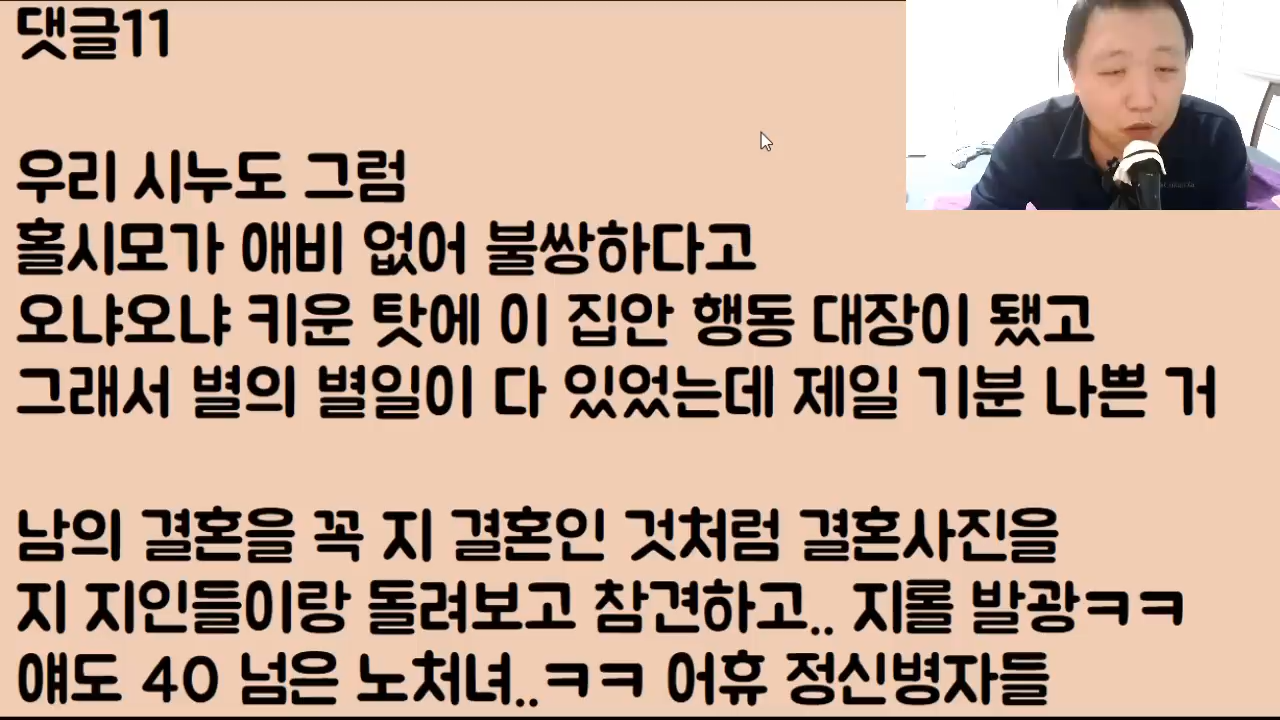 댓글11
우리 시누도 그럼
홀시모가 애비 없어 불쌍하다고
오냐오냐 키운 탓에 이 집안 행동 대장이 됐고
그래서 별의 별일이 다 있었는데 제일 기분 나쁜 거
남의 결혼을 꼭 지 결혼인 것처럼 결혼사진을
지 지인들이랑 돌려보고 참견하고.. 지롤 발광ㅋㅋ
얘도 40 넘은 노처녀..ㅋㅋ 어휴 정신병자들